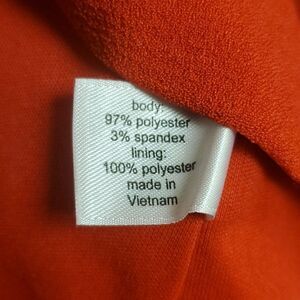 body:
97% polyester
3% spandex
lining:
100% polyester
made in
Vietnam